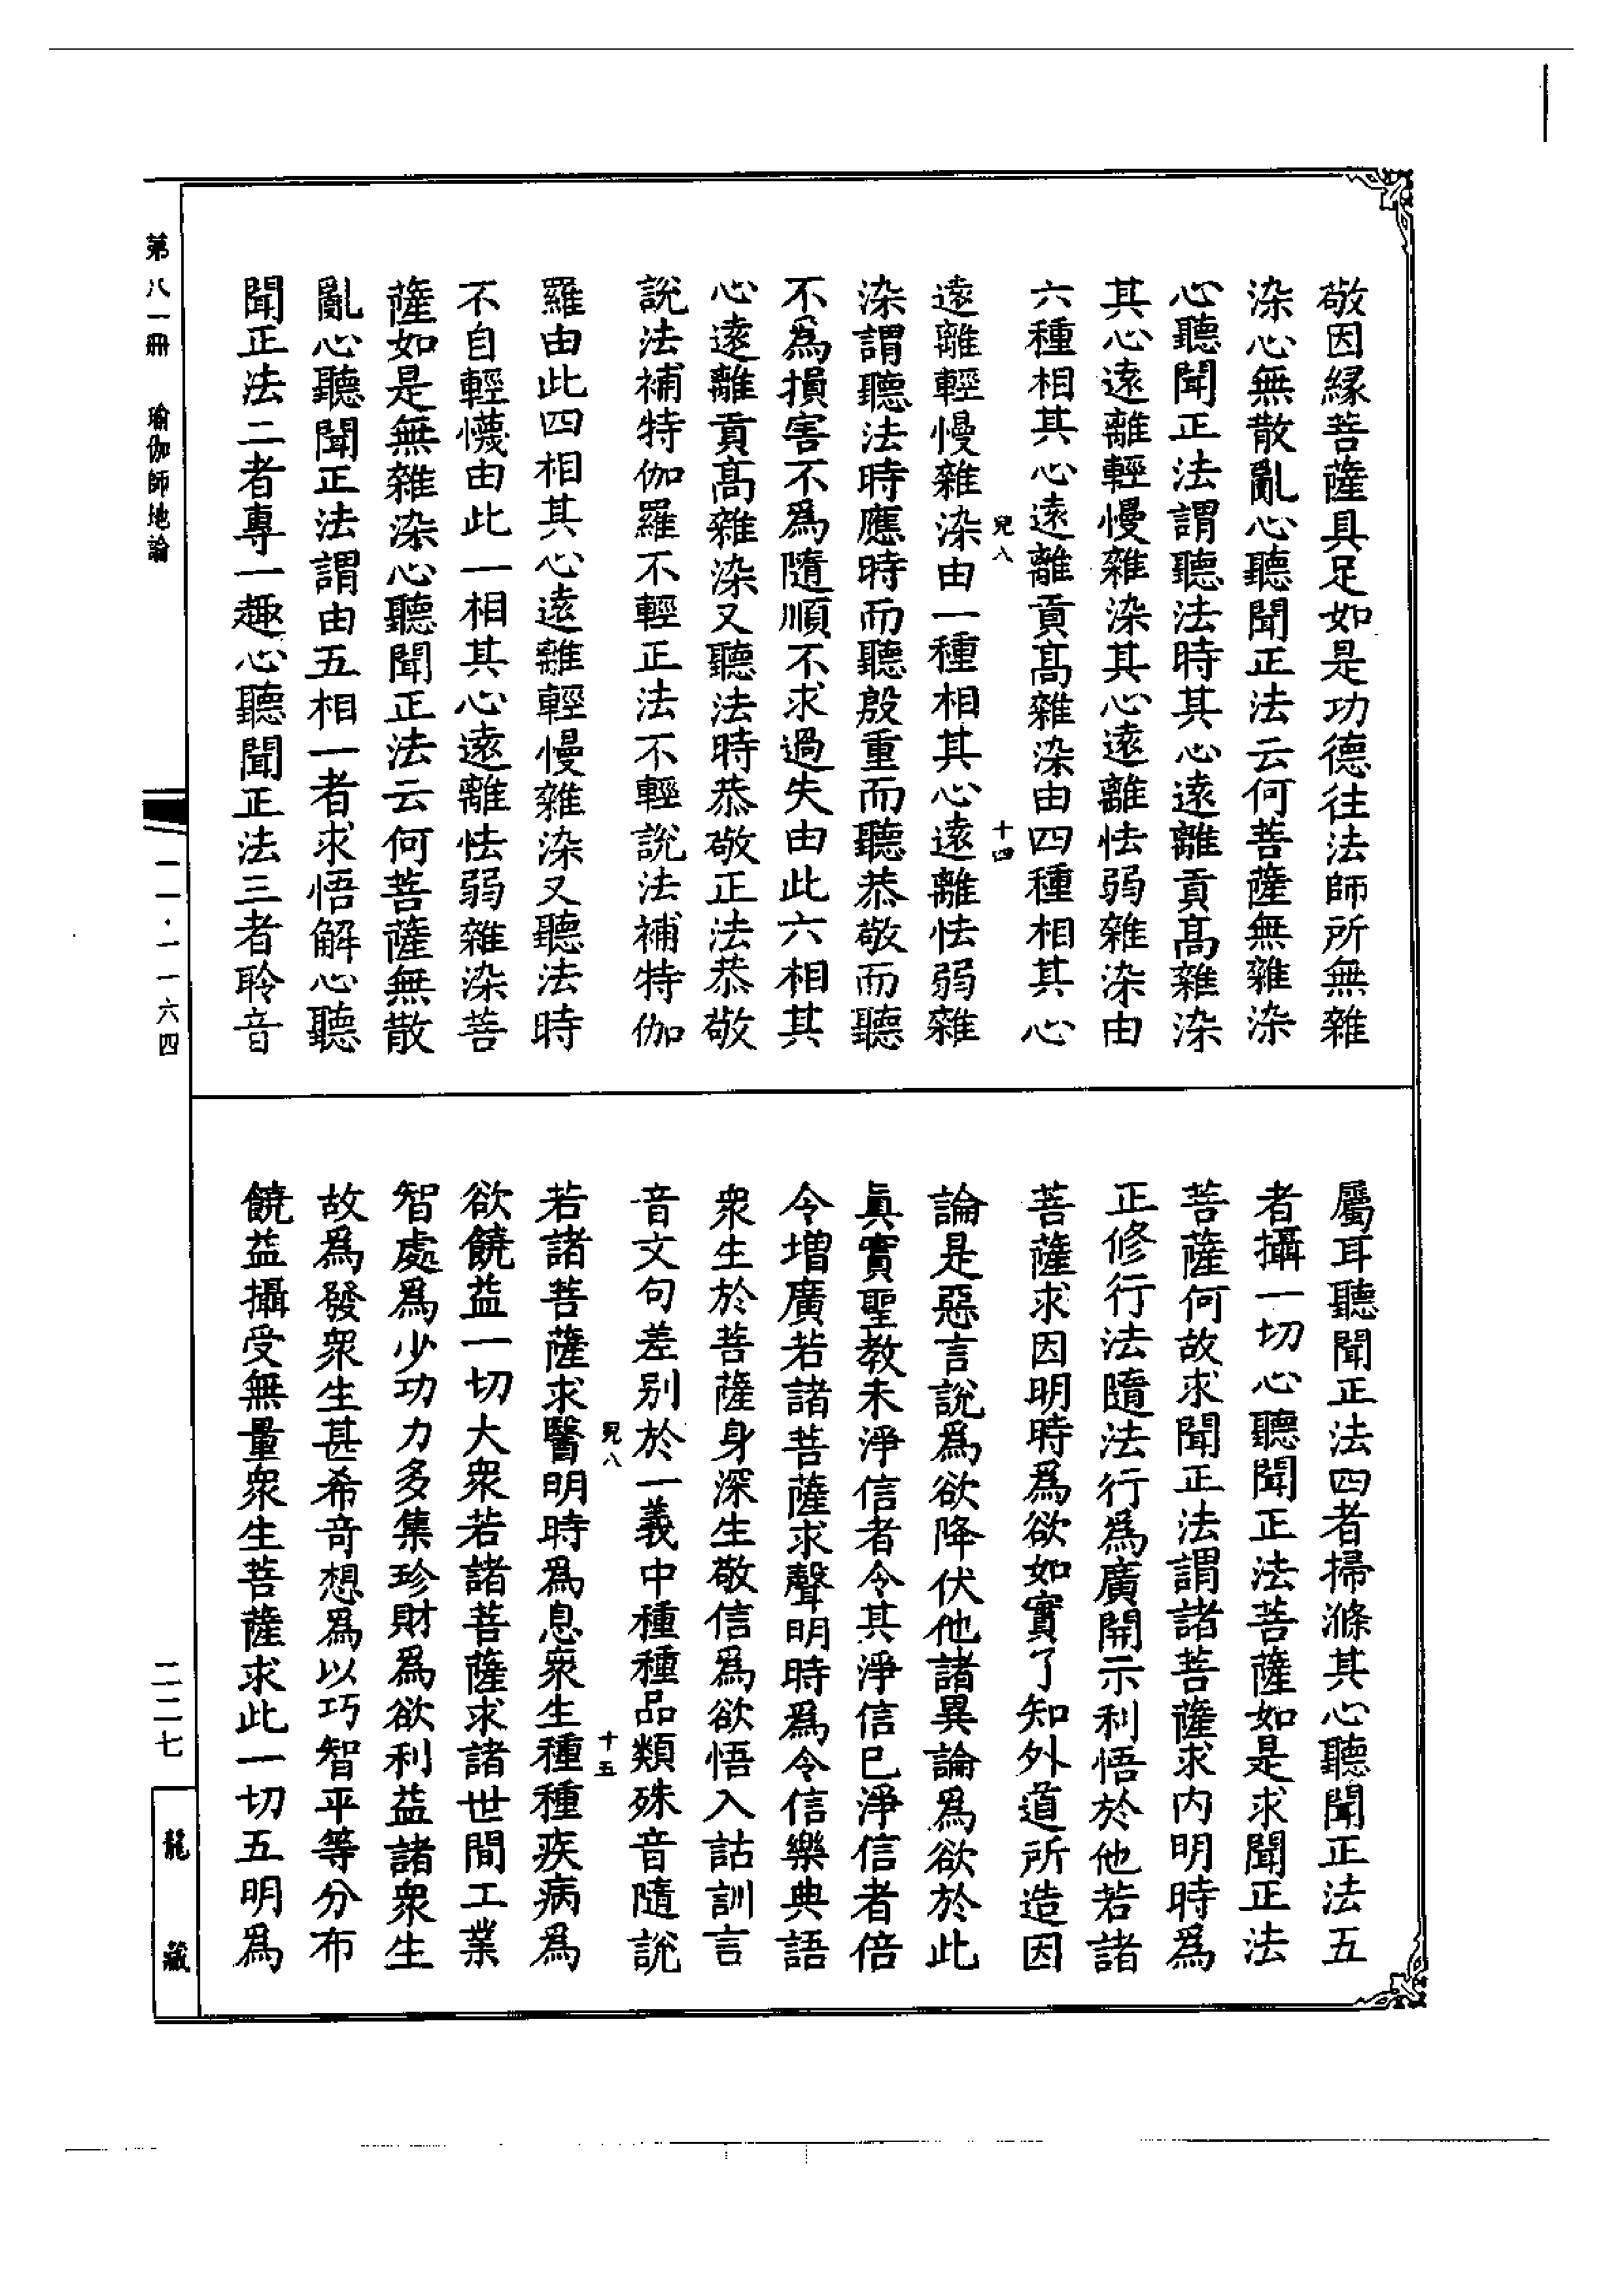 敬因緣菩薩具足如是功德往法師所無雜
染心無散亂心聽聞正法云何菩薩無雜染
心聽聞正法謂聽法時其心遠離貢高雜染
其心遠離輕慢雜染其心遠離怯弱雜染由
六種相其心遠離貢高雜染由四種相其心
兒八
十四
遠離輕慢雜染由一種相其心遠離怯弱雜
染謂聽法時應時而聽殷重而聽恭敬而聽
不為損害不為隨順不求過失由此六相其
心遠離貢高雜染又聽法時恭敬正法恭敬
說法補特伽羅不輕正法不輕說法補特伽
羅由此四相其心遠離輕慢雜染又聽法時
不自輕懱由此一相其心遠離怯弱雜染菩
薩如是無雜染心聽聞正法云何菩薩無散
亂心聽聞正法謂由五相一者求悟解心聽
聞正法二者專一趣心聽聞正法三者聆音
屬耳聽聞正法四者掃滌其心聽聞正法五
者攝一切心聽聞正法菩薩如是求聞正法
菩薩何故求聞正法謂諸菩薩求內明時為
正修行法隨法行為廣開示利悟於他若諸
菩薩求因明時為欲如實了知外道所造因
論是惡言說為欲降伏他諸異論為欲於此
真實聖教未淨信者令其淨信已淨信者倍
令增廣若諸菩薩求聲明時為令信樂典語
眾生於菩薩身深生敬信為欲悟入詁訓言
音文句差別於一義中種種品類殊音隨說
兒八
十五
若諸菩薩求醫明時為息眾生種種疾病為
欲饒益一切大眾若諸菩薩求諸世間工業
智處為少功力多集珍財為欲利益諸眾生
故為發眾生甚希奇想為以巧智平等分布
饒益攝受無量眾生菩薩求此一切五明為
第八一冊 瑜伽師地論
一一·一一六四
二二七
龍藏